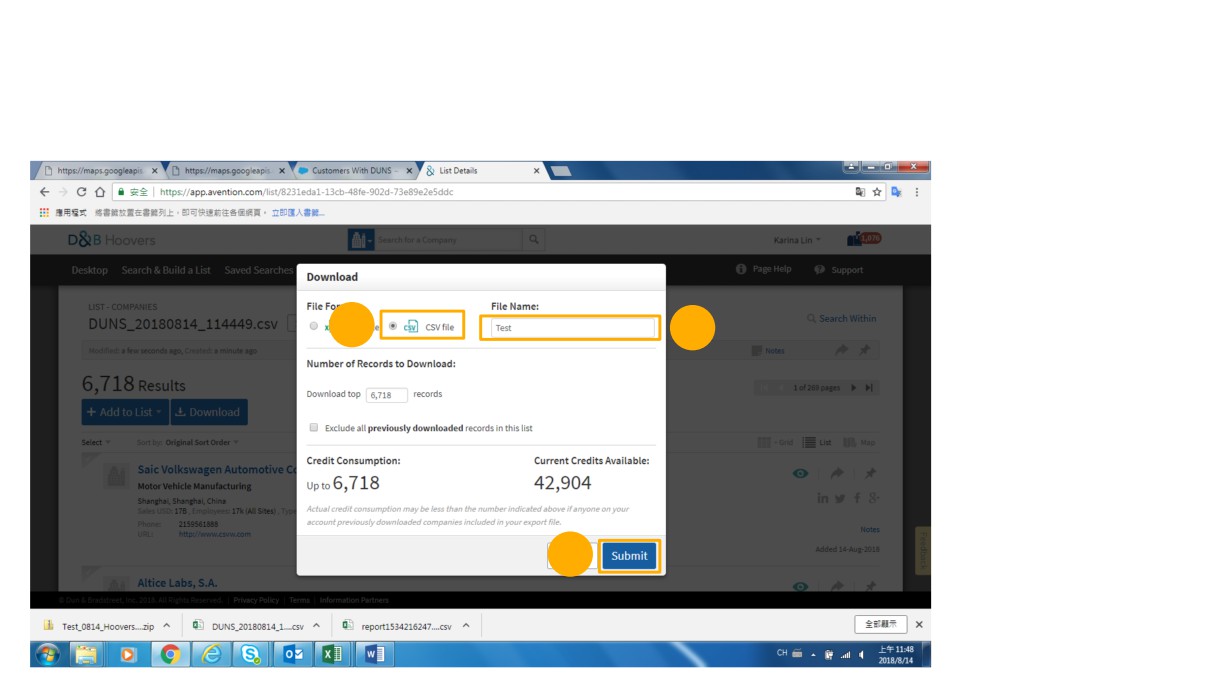 https://maps.googleapis × https://maps.googleapis × Customers With DUNS - × List Details ×
安全 | https://app.avention.com/list/8231eda1-13cb-48fe-902d-73e89e2e5ddc
應用程式 將書籤放置在書籤列上，即可快速前往各個網頁。 立即匯入書籤...
D&B Hoovers Search for a Company Karina Lin 1,076
Desktop Search & Build a List Saved Searches Page Help Support
Download
LIST - COMPANIES
DUNS_20180814_114449.csv
Search Within
File For
File Name:
CSV file
Test
Modified: a few seconds ago, Created: a minute ago
Notes
Number of Records to Download:
6,718 Results
1 of 269 pages
Download top 6,718 records
+ Add to List Download
Exclude all previously downloaded records in this list
Select Sort by: Original Sort Order
Grid List Map
Credit Consumption: Current Credits Available:
Up to 6,718 42,904
Saic Volkswagen Automotive Co
Motor Vehicle Manufacturing
Shanghai, Shanghai, China
Sales USD: 17B, Employees: 17k (All Sites), Type
Phone: 2159561888
URL: http://www.csvw.com
Actual credit consumption may be less than the number indicated above if anyone on your
account previously downloaded companies included in your export file.
Notes
Added 14-Aug-2018
Submit
Feedback
Altice Labs, S.A.
© Dun & Bradstreet, Inc. 2018. All Rights Reserved. | Privacy Policy | Terms | Information Partners
Test_0814_Hoovers....zip DUNS_20180814_1....csv report1534216247....csv 全部顯示 ×
CH 上午 11:48
2018/8/14